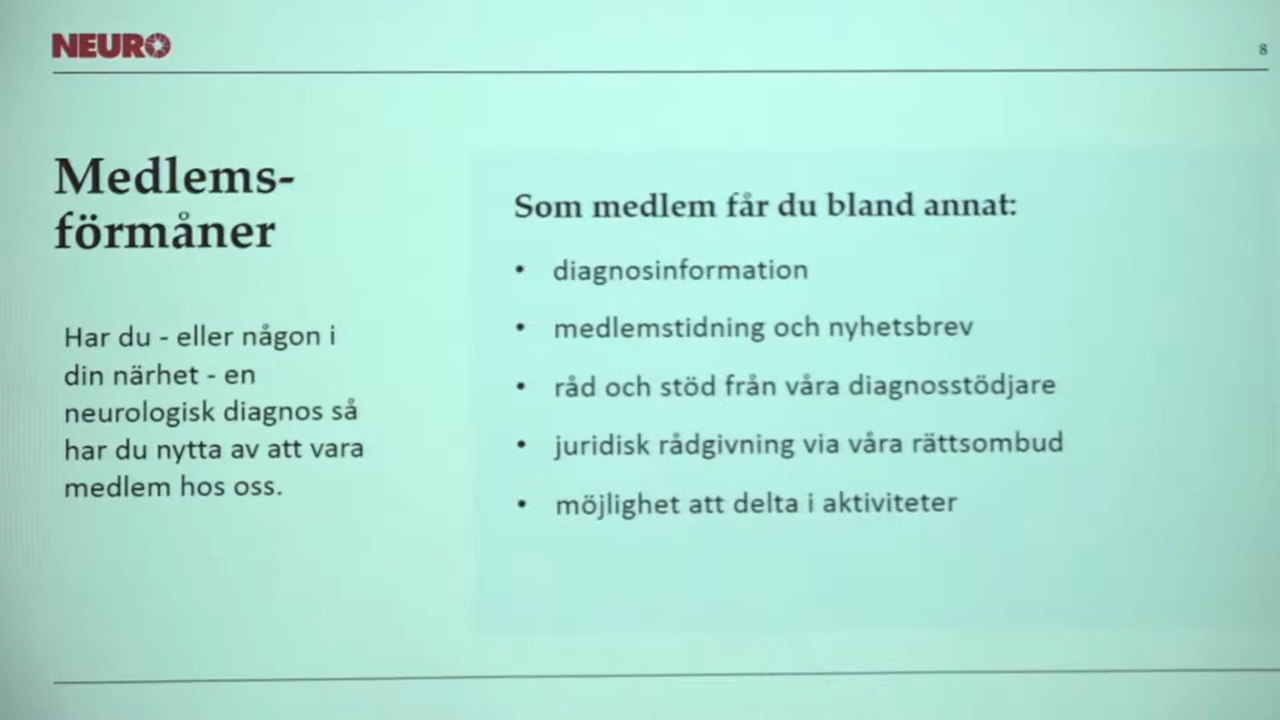 NEURO
8
Medlems-
förmåner
Har du - eller någon i
din närhet - en
neurologisk diagnos så
har du nytta av att vara
medlem hos oss.
Som medlem får du bland annat:
• diagnosinformation
• medlemstidning och nyhetsbrev
• råd och stöd från våra diagnosstödjare
• juridisk rådgivning via våra rättsombud
• möjlighet att delta i aktiviteter